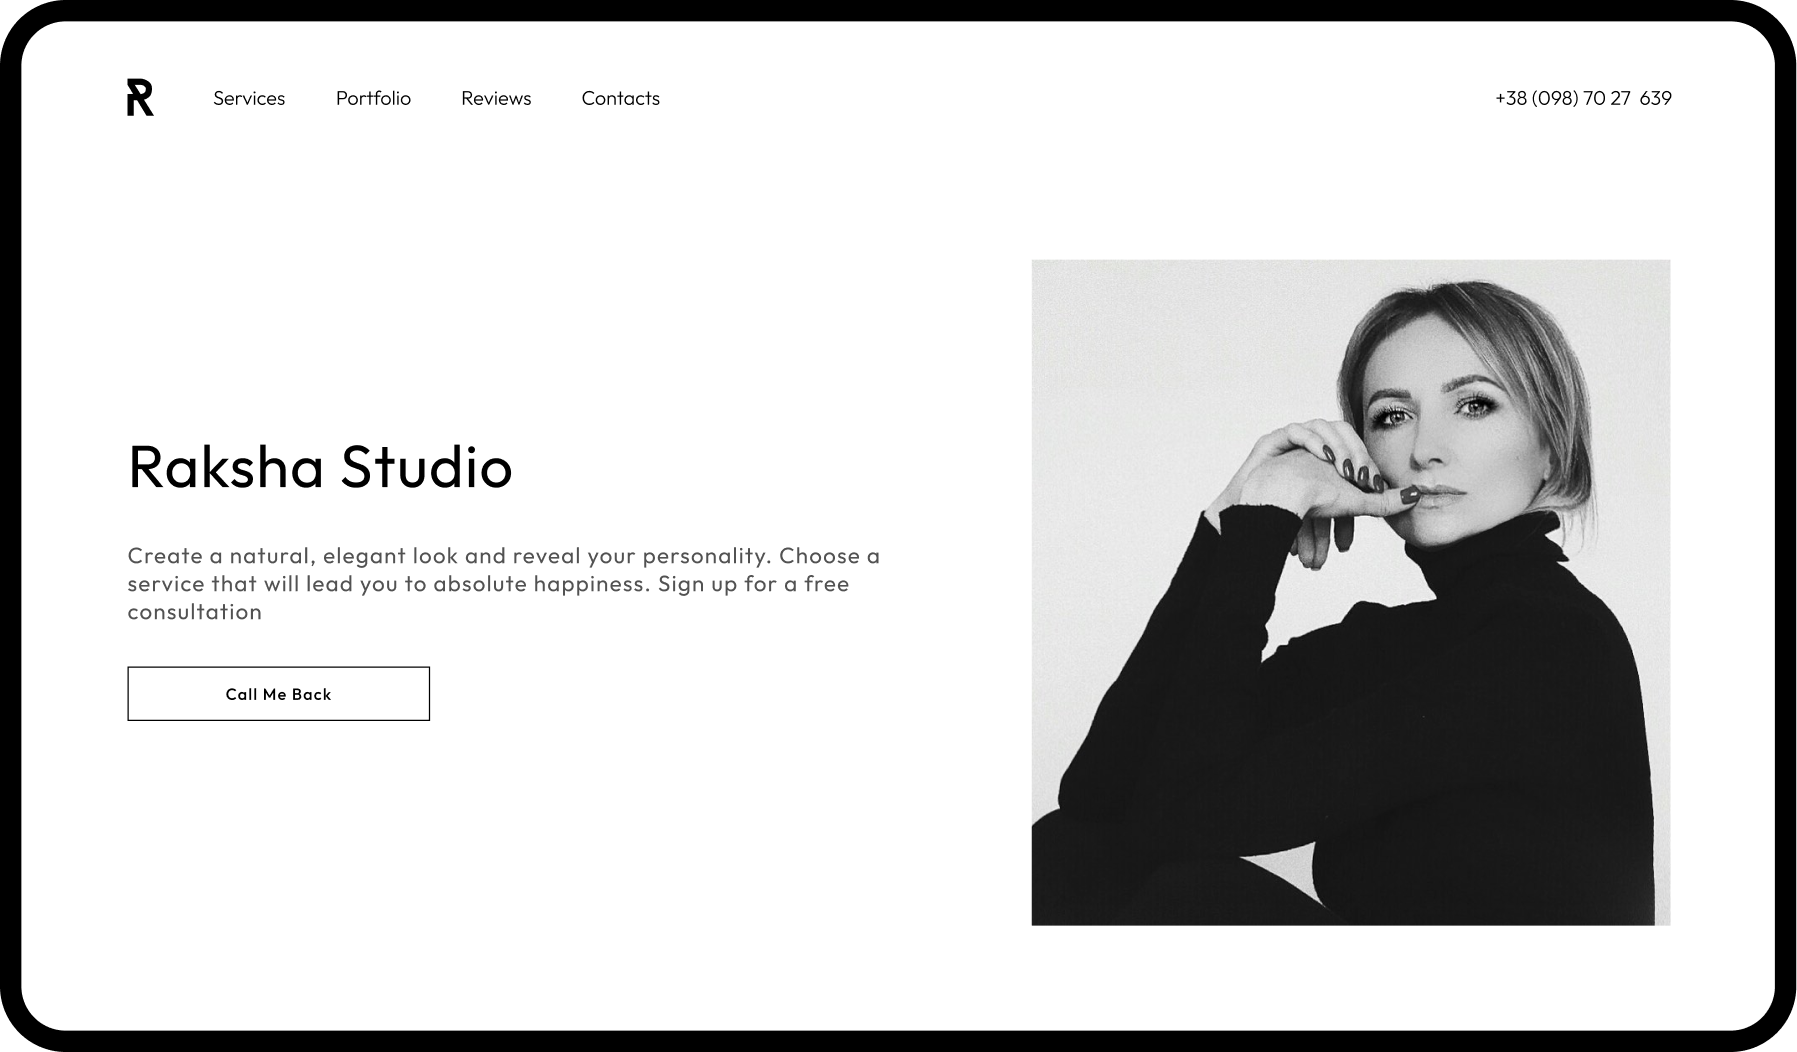 R
Services
Portfolio
Reviews
Contacts
+38 (098) 70 27 639
Raksha Studio
Create a natural, elegant look and reveal your personality. Choose a
service that will lead you to absolute happiness. Sign up for a free
consultation
Call Me Back